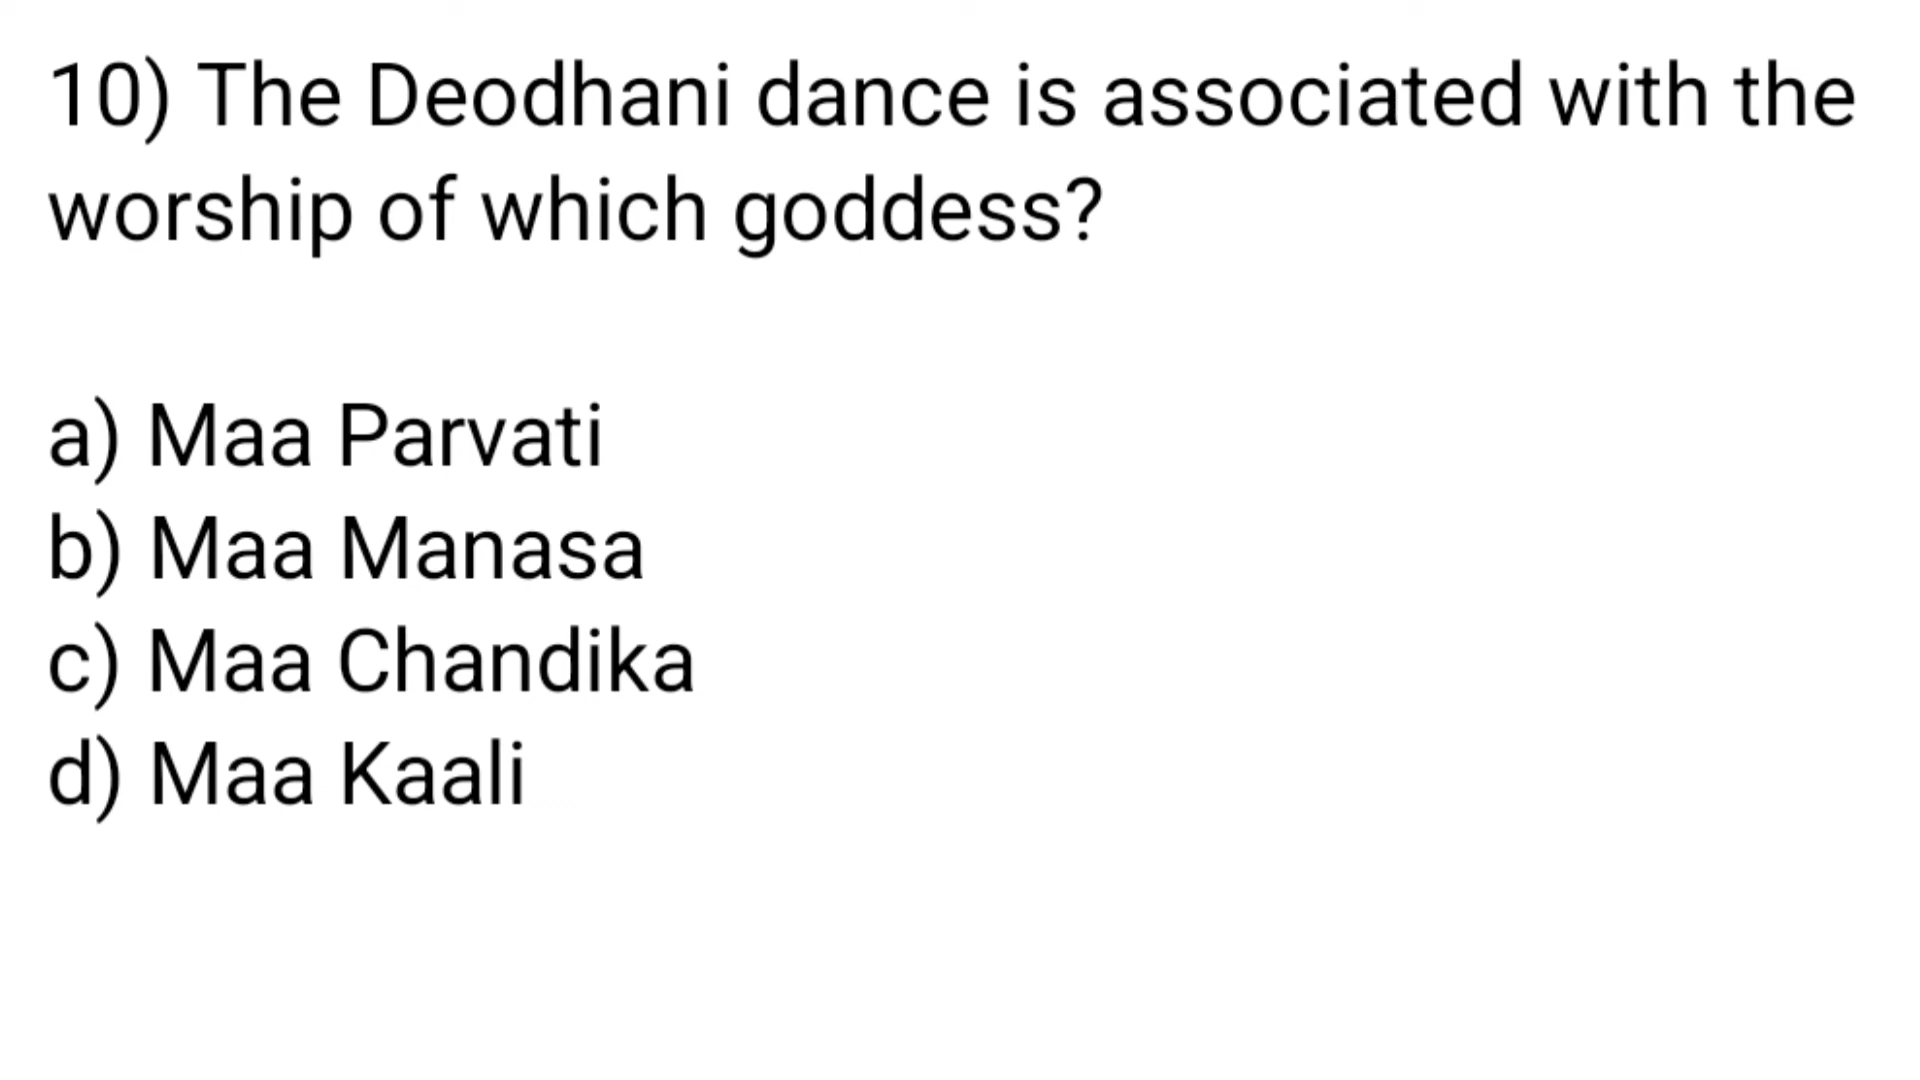 10) The Deodhani dance is associated with the
worship of which goddess?
a) Maa Parvati
b) Maa Manasa
c) Maa Chandika
d) Maa Kaali